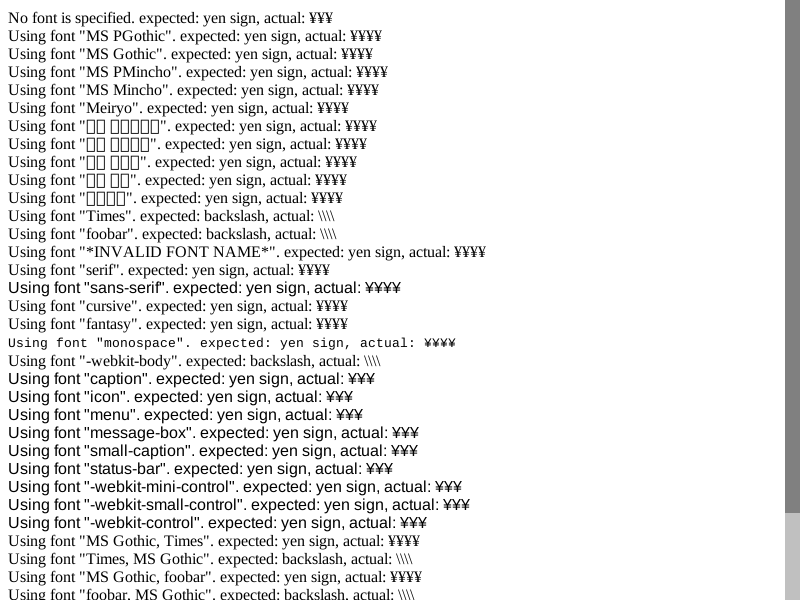 No font is specified. expected: yen sign, actual: ¥¥¥
Using font "MS PGothic". expected: yen sign, actual: ¥¥¥¥
Using font "MS Gothic". expected: yen sign, actual: ¥¥¥¥
Using font "MS PMincho". expected: yen sign, actual: ¥¥¥¥
Using font "MS Mincho". expected: yen sign, actual: ¥¥¥¥
Using font "Meiryo". expected: yen sign, actual: ¥¥¥¥
Using font "□□ □□□□□". expected: yen sign, actual: ¥¥¥¥
Using font "□□ □□□□". expected: yen sign, actual: ¥¥¥¥
Using font "□□ □□□". expected: yen sign, actual: ¥¥¥¥
Using font "□□ □□". expected: yen sign, actual: ¥¥¥¥
Using font "□□□□". expected: yen sign, actual: ¥¥¥¥
Using font "Times". expected: backslash, actual: \\\\
Using font "foobar". expected: backslash, actual: \\\\
Using font "*INVALID FONT NAME*". expected: yen sign, actual: ¥¥¥¥
Using font "serif". expected: yen sign, actual: ¥¥¥¥
Using font "sans-serif". expected: yen sign, actual: ¥¥¥¥
Using font "cursive". expected: yen sign, actual: ¥¥¥¥
Using font "fantasy". expected: yen sign, actual: ¥¥¥¥
Using font "monospace". expected: yen sign, actual: ¥¥¥¥
Using font "-webkit-body". expected: backslash, actual: \\\\
Using font "caption". expected: yen sign, actual: ¥¥¥
Using font "icon". expected: yen sign, actual: ¥¥¥
Using font "menu". expected: yen sign, actual: ¥¥¥
Using font "message-box". expected: yen sign, actual: ¥¥¥
Using font "small-caption". expected: yen sign, actual: ¥¥¥
Using font "status-bar". expected: yen sign, actual: ¥¥¥
Using font "-webkit-mini-control". expected: yen sign, actual: ¥¥¥
Using font "-webkit-small-control". expected: yen sign, actual: ¥¥¥
Using font "-webkit-control". expected: yen sign, actual: ¥¥¥
Using font "MS Gothic, Times". expected: yen sign, actual: ¥¥¥¥
Using font "Times, MS Gothic". expected: backslash, actual: \\\\
Using font "MS Gothic, foobar". expected: yen sign, actual: ¥¥¥¥
Using font "foobar, MS Gothic". expected: backslash, actual: \\\\